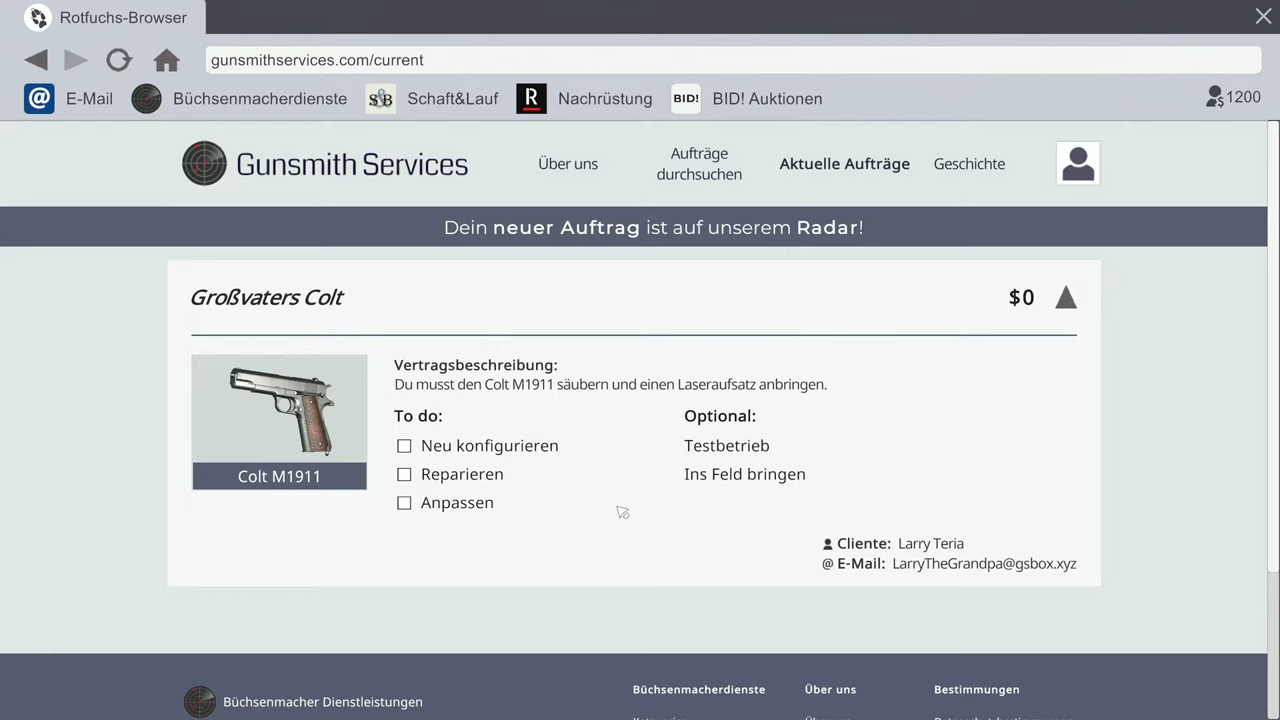 Rotfuchs-Browser
gunsmithservices.com/current
@ E-Mail Büchsenmacherdienste S&B Schaft&Lauf R Nachrüstung BID! BID! Auktionen $ 1200
Gunsmith Services Über uns Aufträge durchsuchen Aktuelle Aufträge Geschichte
Dein neuer Auftrag ist auf unserem Radar!
Großvaters Colt $0
Vertragsbeschreibung:
Du musst den Colt M1911 säubern und einen Laseraufsatz anbringen.
To do: Optional:
Neu konfigurieren Testbetrieb
Reparieren Ins Feld bringen
Anpassen
Colt M1911
Cliente: Larry Teria
@ E-Mail: LarryTheGrandpa@gsbox.xyz
Büchsenmacherdienste Über uns Bestimmungen
Büchsenmacher Dienstleistungen